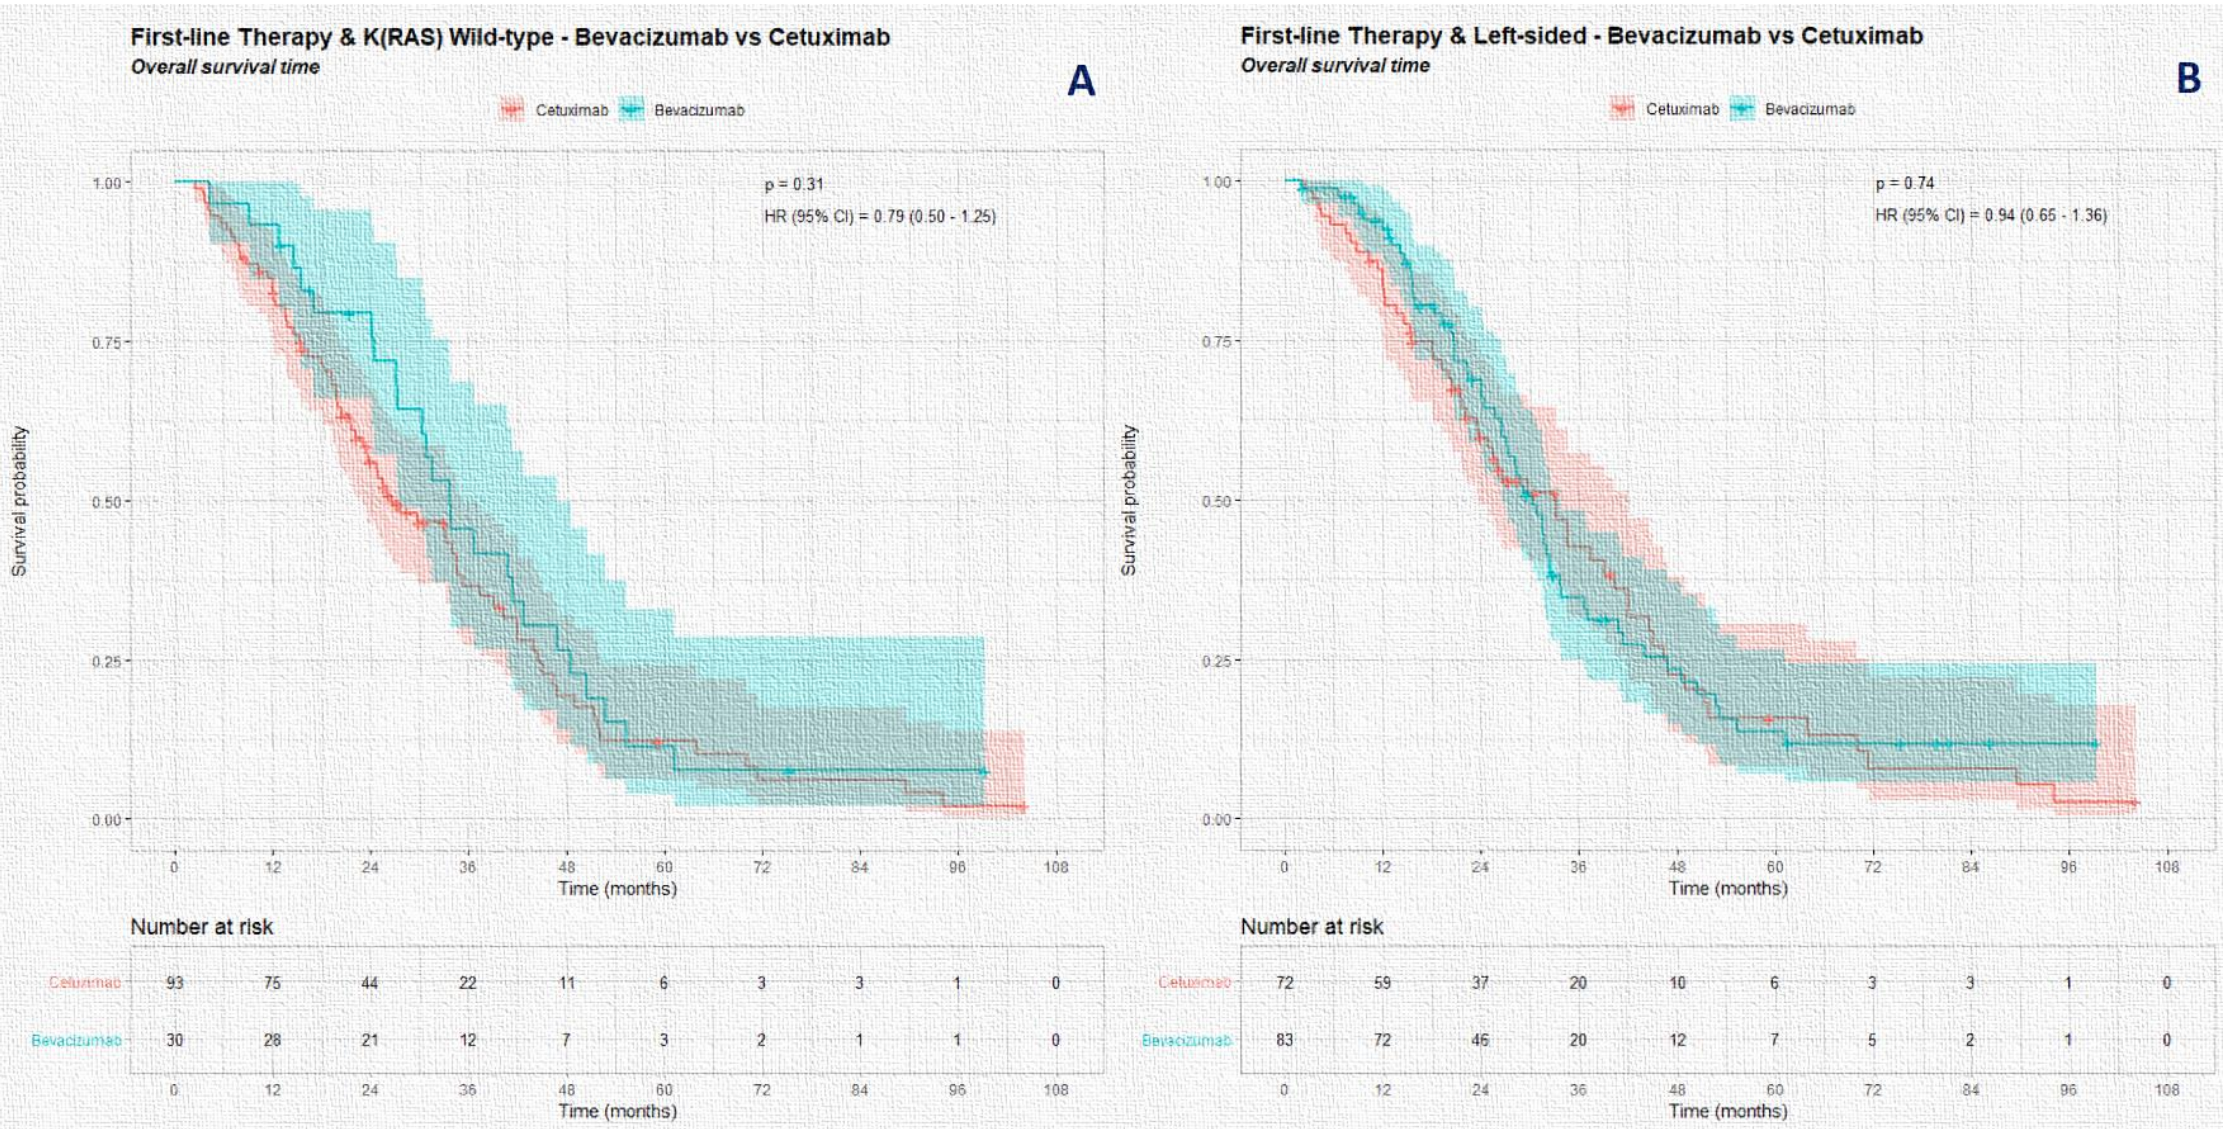 First-line Therapy & K(RAS) Wild-type - Bevacizumab vs Cetuximab
Overall survival time
A
Cetuximab Bevacizumab
p = 0.31
HR (95% CI) = 0.79 (0.50 - 1.25)
Survival probability
1.00
0.75
0.50
0.25
0.00
0 12 24 36 48 60 72 84 96 108
Time (months)
Number at risk
Cetuximab 93 75 44 22 11 6 3 3 1 0
Bevacizumab 30 28 21 12 7 3 2 1 1 0
0 12 24 36 48 60 72 84 96 108
Time (months)
First-line Therapy & Left-sided - Bevacizumab vs Cetuximab
Overall survival time
B
Cetuximab Bevacizumab
p = 0.74
HR (95% CI) = 0.94 (0.65 - 1.36)
Survival probability
1.00
0.75
0.50
0.25
0.00
0 12 24 36 48 60 72 84 96 108
Time (months)
Number at risk
Cetuximab 72 59 37 20 10 6 3 3 1 0
Bevacizumab 83 72 46 20 12 7 5 2 1 0
0 12 24 36 48 60 72 84 96 108
Time (months)